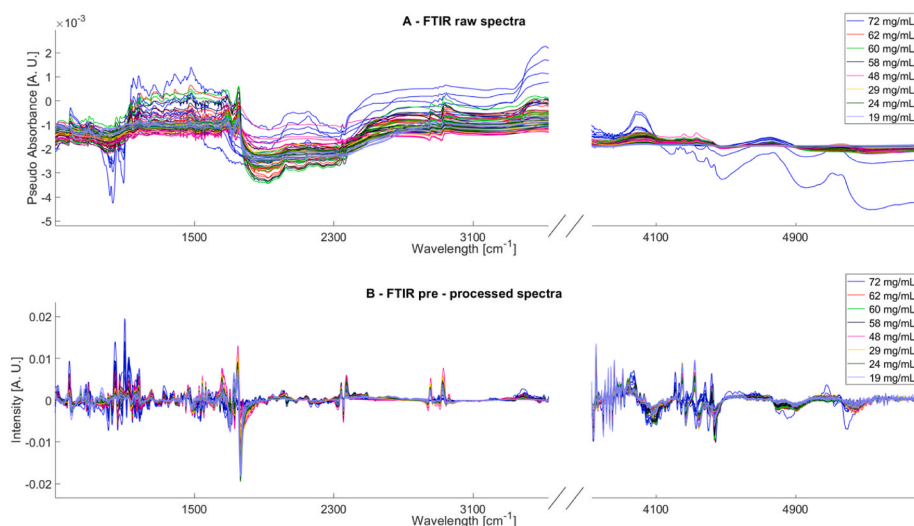 A - FTIR raw spectra
×10⁻³
Pseudo Absorbance [A. U.]
2
1
0
-1
-2
-3
-4
-5
1500
2300
3100
4100
4900
Wavelength [cm⁻¹]
72 mg/mL
62 mg/mL
60 mg/mL
58 mg/mL
48 mg/mL
29 mg/mL
24 mg/mL
19 mg/mL
B - FTIR pre - processed spectra
Intensity [A. U.]
0.02
0.01
0
-0.01
-0.02
1500
2300
3100
4100
4900
Wavelength [cm⁻¹]
72 mg/mL
62 mg/mL
60 mg/mL
58 mg/mL
48 mg/mL
29 mg/mL
24 mg/mL
19 mg/mL